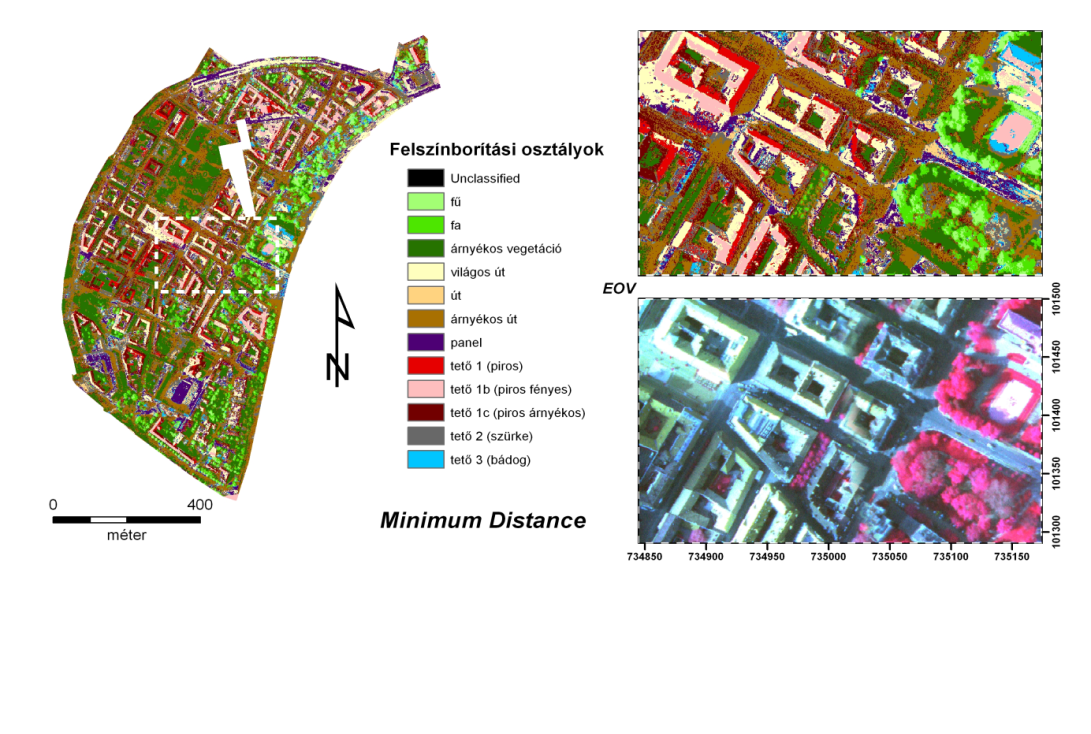 Felszínborítási osztályok
Unclassified
fű
fa
árnyékos vegetáció
világos út
út
árnyékos út
panel
tető 1 (piros)
tető 1b (piros fényes)
tető 1c (piros árnyékos)
tető 2 (szürke)
tető 3 (bádog)
N
0 400
méter
Minimum Distance
EOV
101500
101450
101400
101350
101300
734850 734900 734950 735000 735050 735100 735150